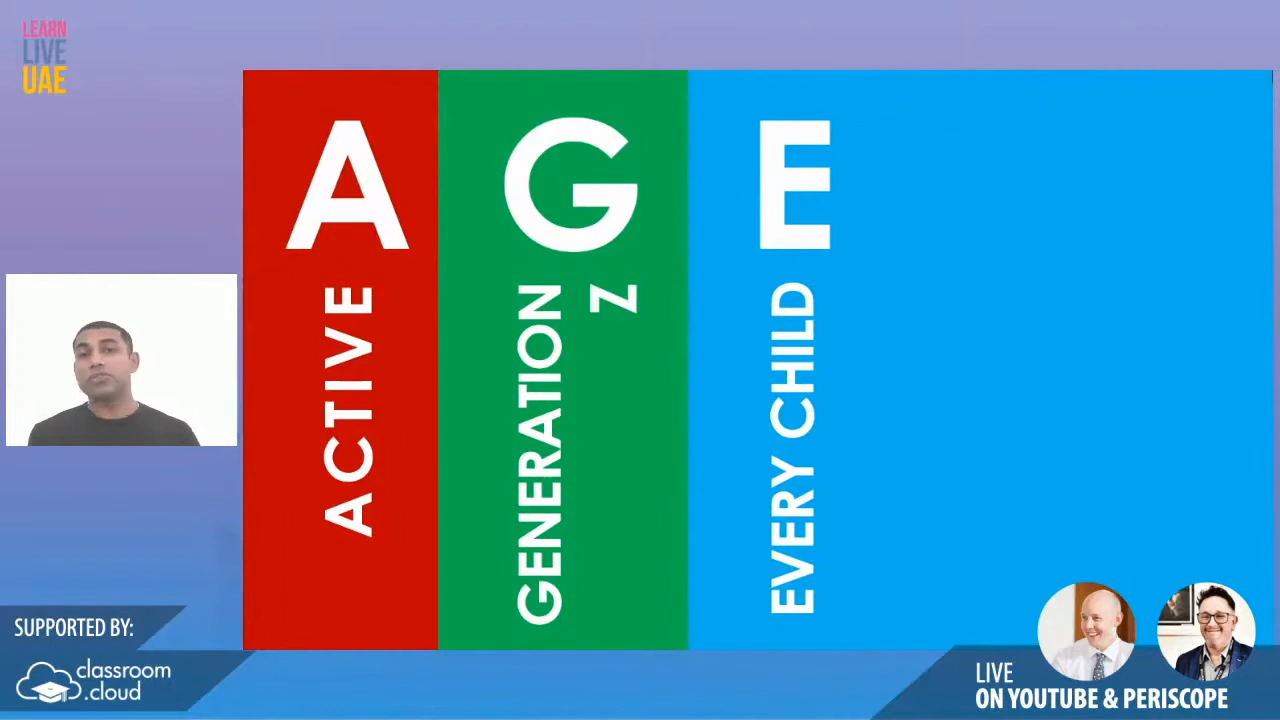 LEARN
LIVE
UAE
A
ACTIVE
G
GENERATION
Z
E
EVERY CHILD
SUPPORTED BY:
classroom
.cloud
LIVE
ON YOUTUBE & PERISCOPE